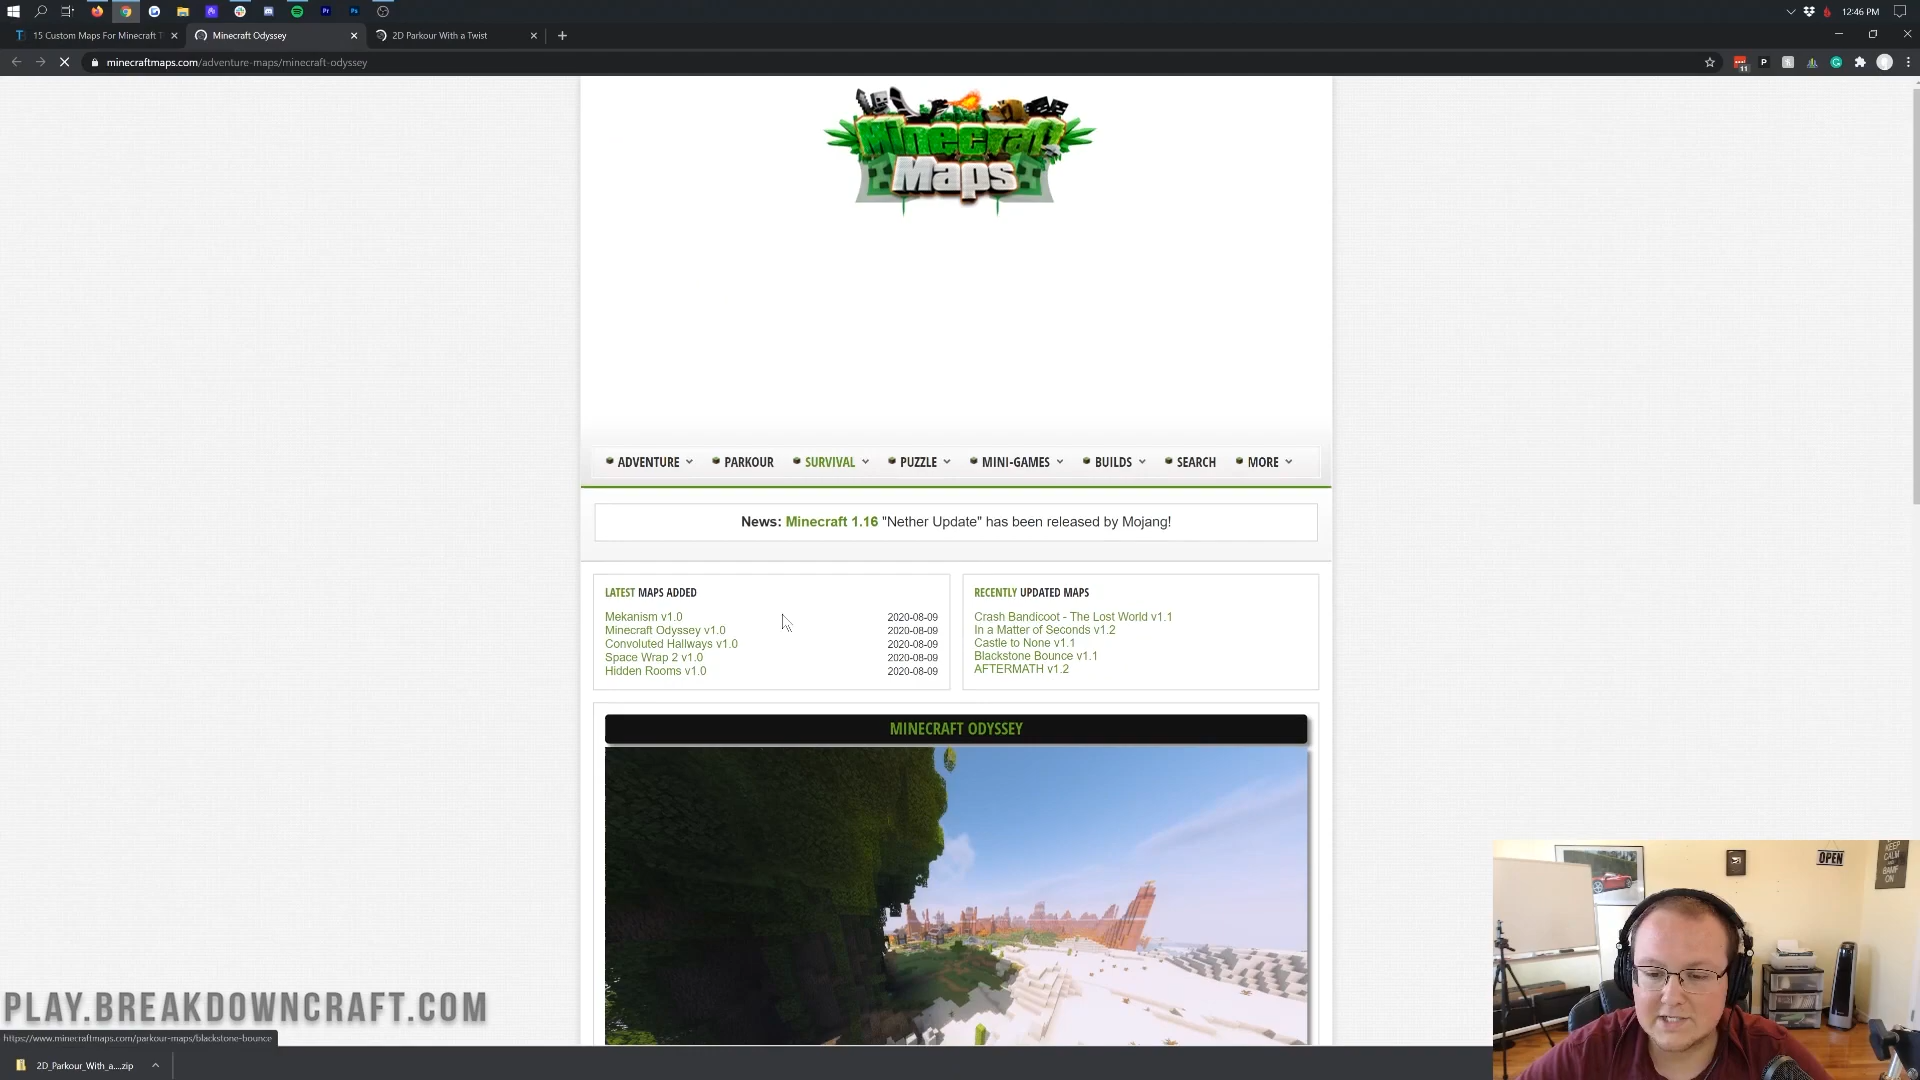 12:46 PM
15 Custom Maps For Minecraft T
Minecraft Odyssey
2D Parkour With a Twist
minecraftmaps.com/adventure-maps/minecraft-odyssey
11
P
Minecraft
Maps
ADVENTURE
PARKOUR
SURVIVAL
PUZZLE
MINI-GAMES
BUILDS
SEARCH
MORE
News: Minecraft 1.16 "Nether Update" has been released by Mojang!
LATEST MAPS ADDED
Mekanism v1.0 2020-08-09
Minecraft Odyssey v1.0 2020-08-09
Convoluted Hallways v1.0 2020-08-09
Space Wrap 2 v1.0 2020-08-09
Hidden Rooms v1.0 2020-08-09
RECENTLY UPDATED MAPS
Crash Bandicoot - The Lost World v1.1
In a Matter of Seconds v1.2
Castle to None v1.1
Blackstone Bounce v1.1
AFTERMATH v1.2
MINECRAFT ODYSSEY
OPEN
KEEP
CALM
AND
BAMF
ON
PLAY.BREAKDOWNCRAFT.COM
https://www.minecraftmaps.com/parkour-maps/blackstone-bounce
2D_Parkour_With_a....zip